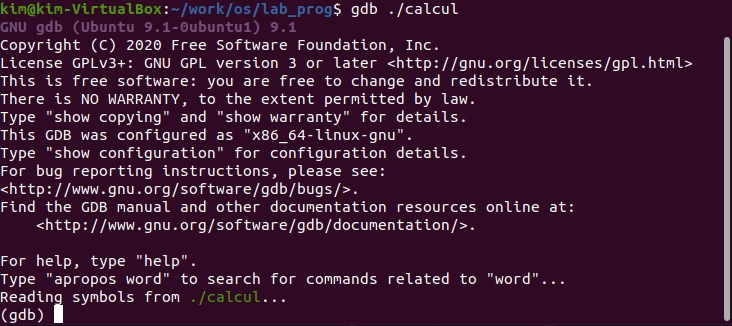 kim@kim-VirtualBox:~/work/os/lab_prog$ gdb ./calcul
GNU gdb (Ubuntu 9.1-0ubuntu1) 9.1
Copyright (C) 2020 Free Software Foundation, Inc.
License GPLv3+: GNU GPL version 3 or later <http://gnu.org/licenses/gpl.html>
This is free software: you are free to change and redistribute it.
There is NO WARRANTY, to the extent permitted by law.
Type "show copying" and "show warranty" for details.
This GDB was configured as "x86_64-linux-gnu".
Type "show configuration" for configuration details.
For bug reporting instructions, please see:
<http://www.gnu.org/software/gdb/bugs/>.
Find the GDB manual and other documentation resources online at:
    <http://www.gnu.org/software/gdb/documentation/>.

For help, type "help".
Type "apropos word" to search for commands related to "word"...
Reading symbols from ./calcul...
(gdb)